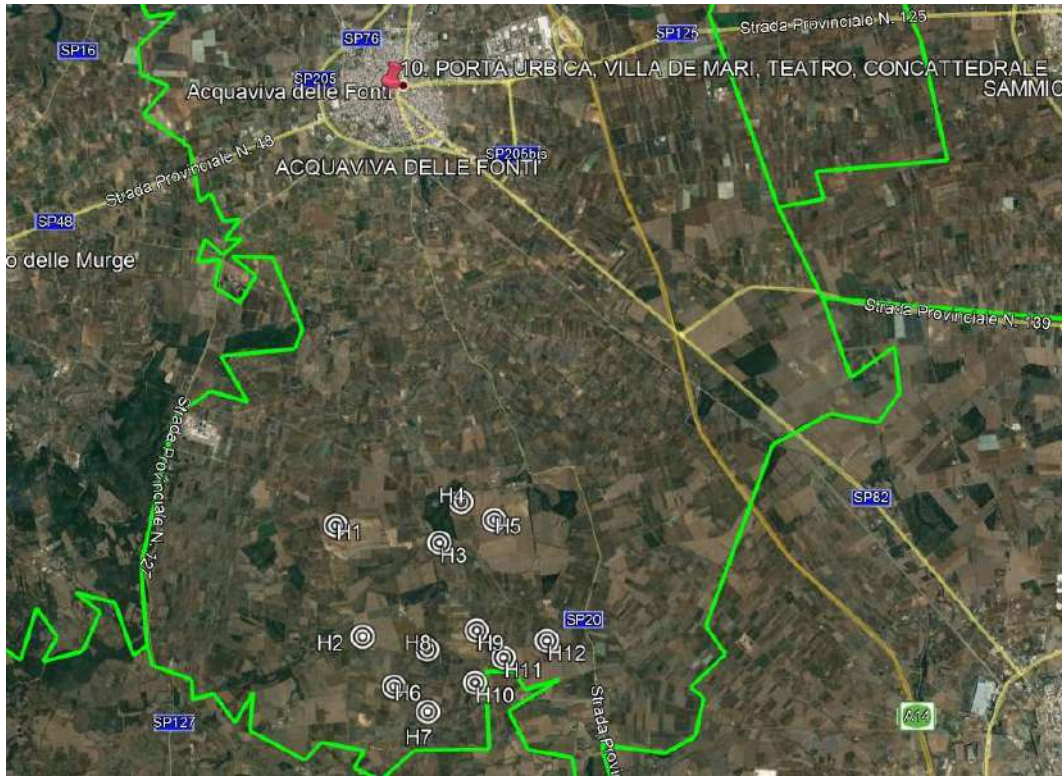 Strada Provinciale N. 125
SP16
SP76
SP125
10. PORTA URBICA, VILLA DE MARI, TEATRO, CONCATTEDRALE
SAMMIC
SP205
Acquaviva delle Fonti
SP205bis
ACQUAVIVA DELLE FONTI
Strada Provinciale N. 48
SP48
o delle Murge
Strada Provinciale N. 139
Strada Provinciale N. 127
H4
H5
H1
H3
SP82
SP20
H2
H8
H9
H11
H12
H6
H10
H7
SP127
Strada Provi
A14